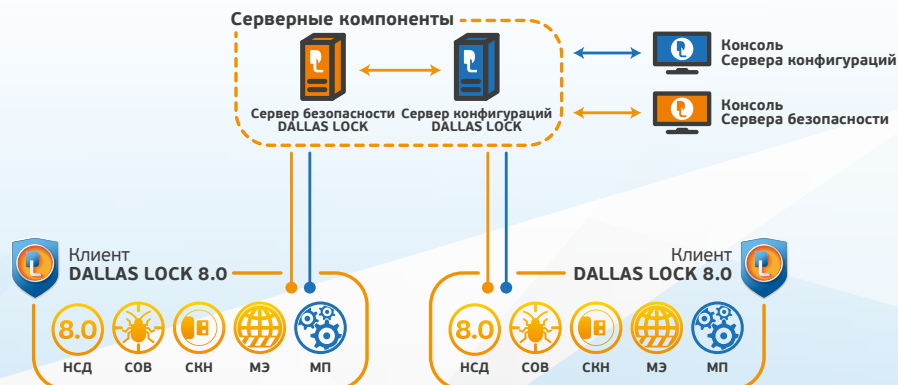 Серверные компоненты
Сервер безопасности
DALLAS LOCK
Сервер конфигураций
DALLAS LOCK
Консоль
Сервера конфигураций
Консоль
Сервера безопасности
Клиент
DALLAS LOCK 8.0
8.0
НСД
СОВ
СКН
МЭ
МП
Клиент
DALLAS LOCK 8.0
8.0
НСД
СОВ
СКН
МЭ
МП